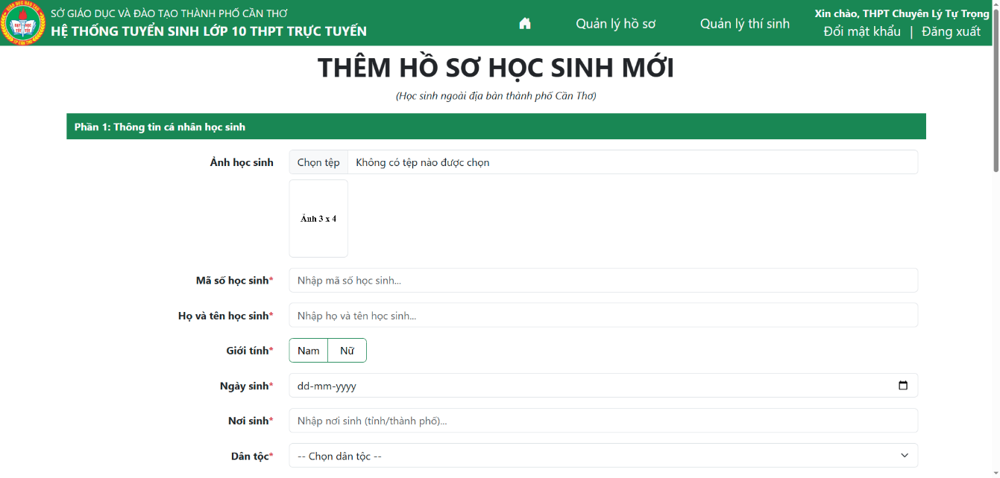 SỞ GIÁO DỤC VÀ ĐÀO TẠO THÀNH PHỐ CẦN THƠ
HỆ THỐNG TUYỂN SINH LỚP 10 THPT TRỰC TUYẾN
Quản lý hồ sơ
Quản lý thí sinh
Xin chào, THPT Chuyên Lý Tự Trọng
Đổi mật khẩu | Đăng xuất
THÊM HỒ SƠ HỌC SINH MỚI
(Học sinh ngoài địa bàn thành phố Cần Thơ)
Phần 1: Thông tin cá nhân học sinh
Ảnh học sinh
Chọn tệp Không có tệp nào được chọn
Ảnh 3 x 4
Mã số học sinh*
Nhập mã số học sinh...
Họ và tên học sinh*
Nhập họ và tên học sinh...
Giới tính*
Nam Nữ
Ngày sinh*
dd-mm-yyyy
Nơi sinh*
Nhập nơi sinh (tỉnh/thành phố)...
Dân tộc*
-- Chọn dân tộc --